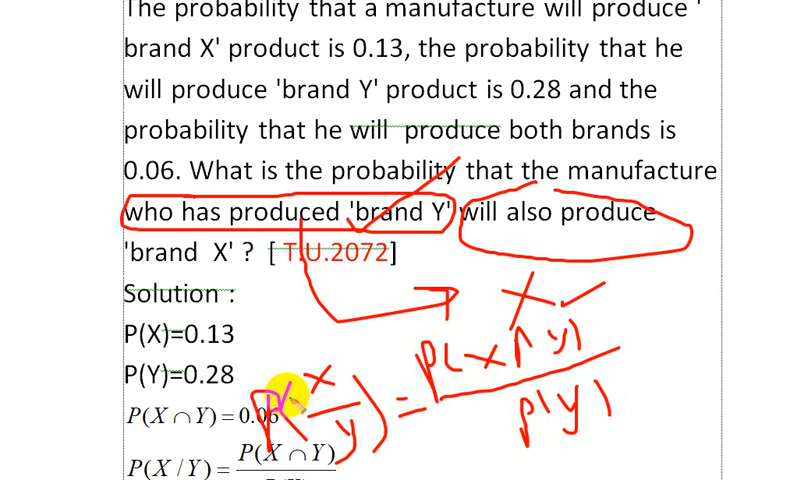 The probability that a manufacture will produce '
brand X' product is 0.13, the probability that he
will produce 'brand Y' product is 0.28 and the
probability that he will produce both brands is
0.06. What is the probability that the manufacture
who has produced 'brand Y' will also produce
'brand X' ? [ T.U.2072]
X
Solution :
P(X)=0.13
P(Y)=0.28
P(X∩Y)=0.06
P(X/Y) = P(X∩Y)/P(Y)
P(X/Y)= P(X∩Y)